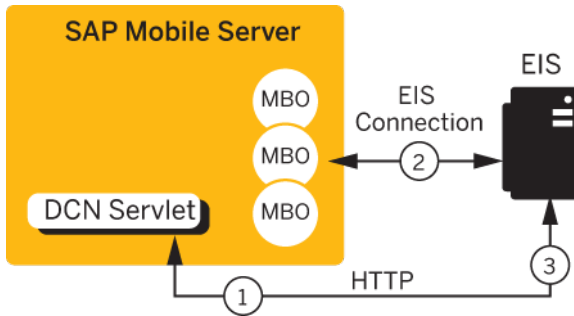 SAP Mobile Server
EIS
MBO
EIS
Connection
MBO
2
DCN Servlet
MBO
3
HTTP
1